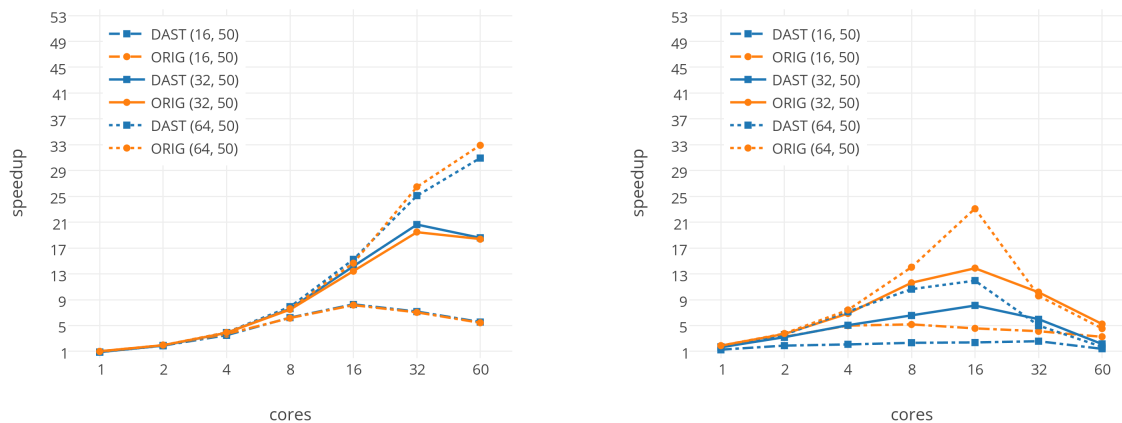 53
49
45
41
37
33
29
25
21
17
13
9
5
1
speedup
DAST (16, 50)
ORIG (16, 50)
DAST (32, 50)
ORIG (32, 50)
DAST (64, 50)
ORIG (64, 50)
1 2 4 8 16 32 60
cores
53
49
45
41
37
33
29
25
21
17
13
9
5
1
speedup
DAST (16, 50)
ORIG (16, 50)
DAST (32, 50)
ORIG (32, 50)
DAST (64, 50)
ORIG (64, 50)
1 2 4 8 16 32 60
cores